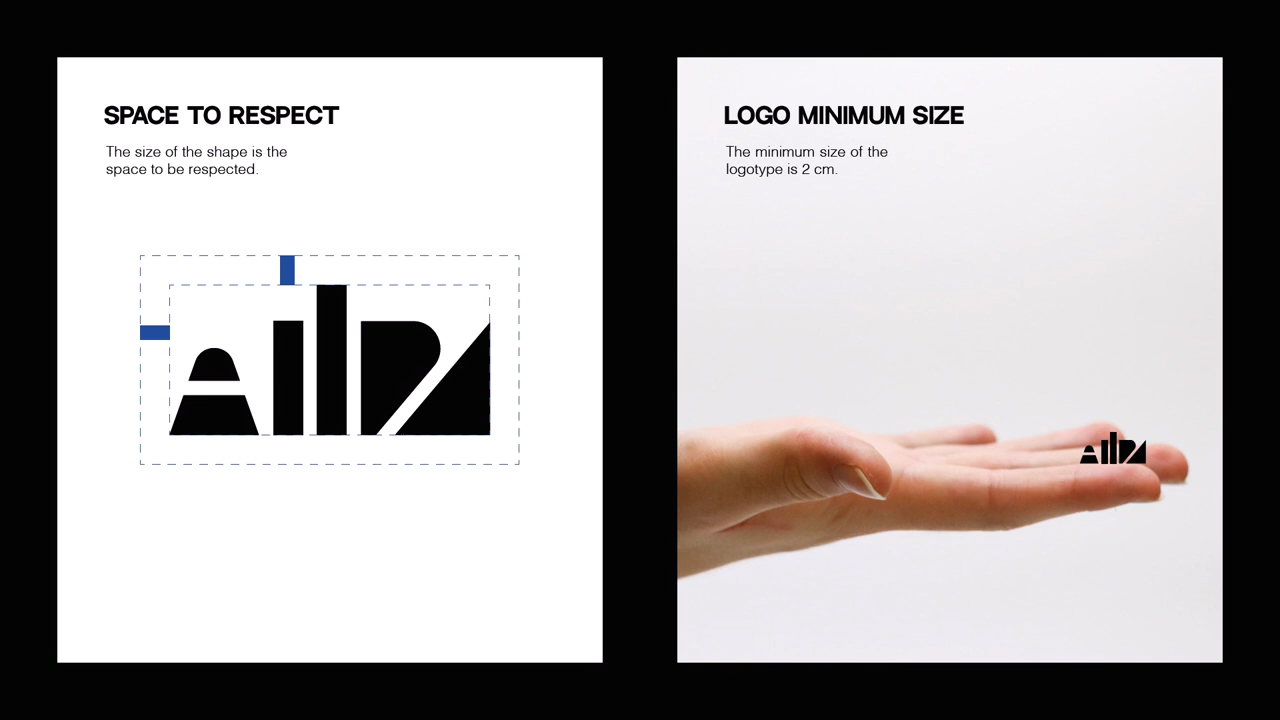 SPACE TO RESPECT
The size of the shape is the
space to be respected.
LOGO MINIMUM SIZE
The minimum size of the
logotype is 2 cm.